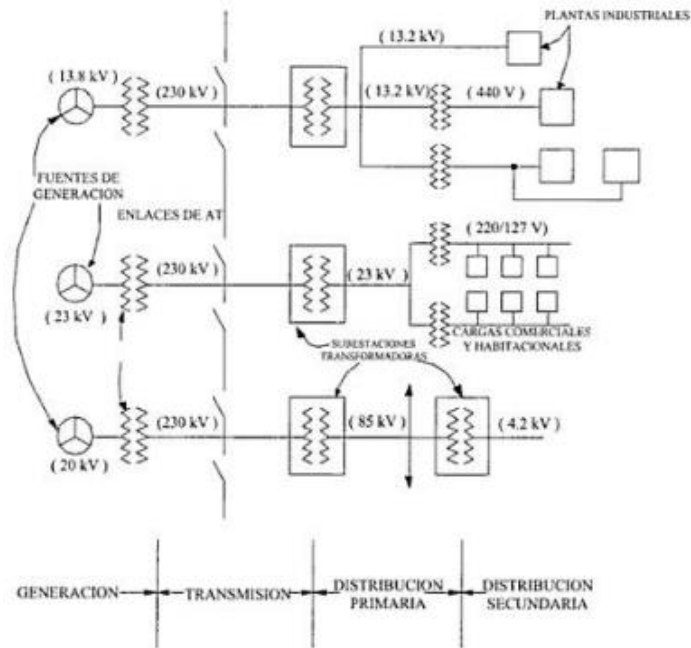 PLANTAS INDUSTRIALES
( 13.2 kV)
( 13.8 kV)
(230 kV)
(13.2 kV)
(440 V)
FUENTES DE
GENERACION
ENLACES DE AT
( 220/127 V)
(230 kV)
(23 kV)
( 23 kV)
CARGAS COMERCIALES
Y HABITACIONALES
SUBESTACIONES
TRANSFORMADORAS
(230 kV)
(85 kV)
( 4.2 kV)
(20 kV)
GENERACION
TRANSMISION
DISTRIBUCION
PRIMARIA
DISTRIBUCION
SECUNDARIA